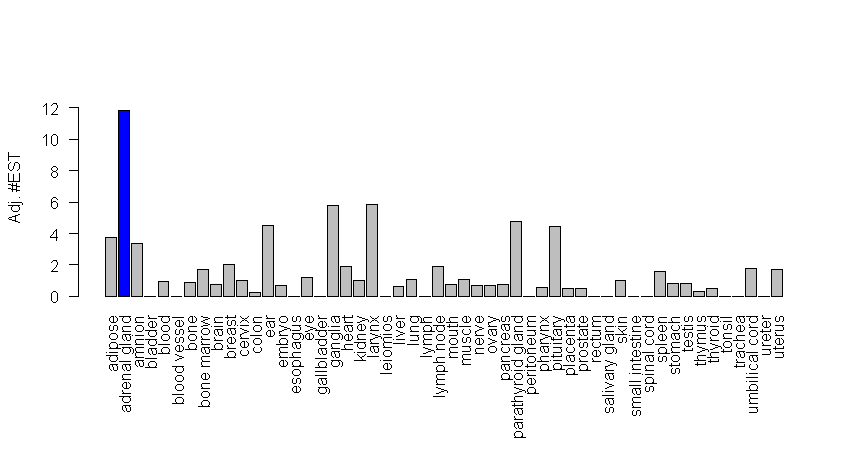 Adj. #EST
12
10
8
6
4
2
0
adipose
adrenal gland
amnion
bladder
blood
blood vessel
bone
bone marrow
brain
breast
cervix
colon
ear
embryo
esophagus
eye
gallbladder
ganglia
heart
kidney
larynx
leiomios
liver
lung
lymph
lymph node
mouth
muscle
nerve
ovary
pancreas
parathyroid gland
peritoneum
pharynx
pituitary
placenta
prostate
rectum
salivary gland
skin
small intestine
spinal cord
spleen
stomach
testis
thymus
thyroid
tonsil
trachea
umbilical cord
ureter
uterus